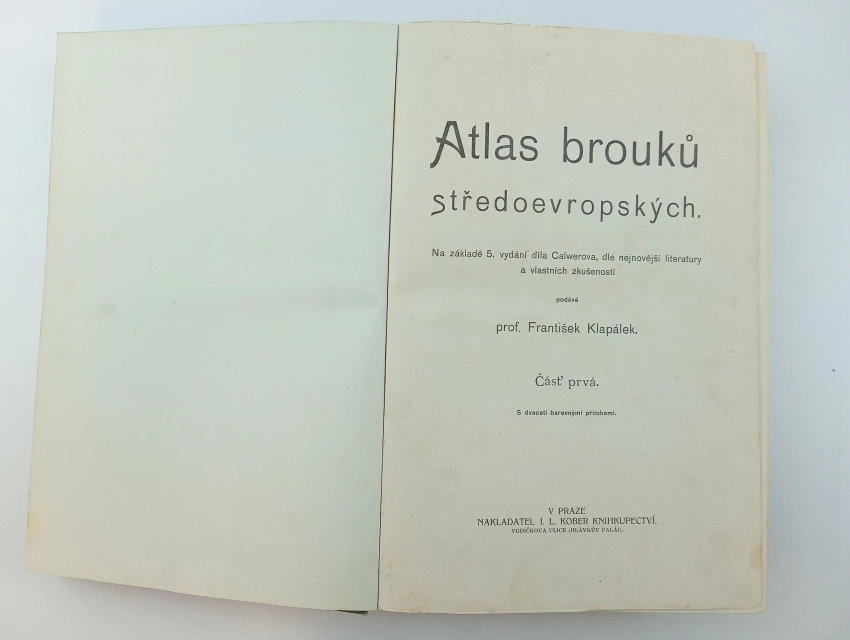 Atlas brouků
středoevropských.
Na základě 5. vydání díla Calwerova, dle nejnovější literatury
a vlastních zkušeností
podává
prof. František Klapálek.
Část' prvá.
S dvaceti barevnými přílohami.
V PRAZE
NAKLADATEL I. L. KOBER KNIHKUPECTVÍ.
VODIČKOVA ULICE (HLÁVKŮV PALÁC.